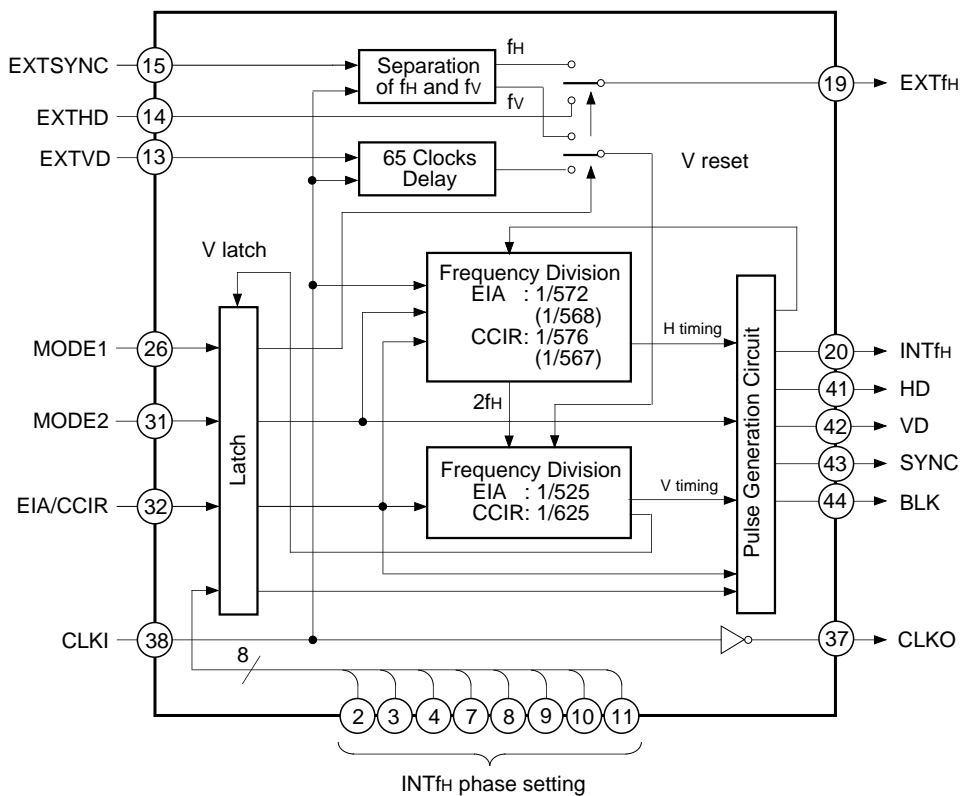 EXTSYNC 15
Separation
of fH and fV
fH
fV
19 EXTfH
EXTHD 14
EXTVD 13
65 Clocks
Delay
V reset
V latch
Frequency Division
EIA : 1/572
(1/568)
CCIR: 1/576
(1/567)
H timing
MODE1 26
20 INTfH
2fH
41 HD
MODE2 31
42 VD
Latch
Pulse Generation Circuit
43 SYNC
Frequency Division
EIA : 1/525
CCIR: 1/625
V timing
EIA/CCIR 32
44 BLK
CLKI 38
37 CLKO
8
2 3 4 7 8 9 10 11
INTfH phase setting